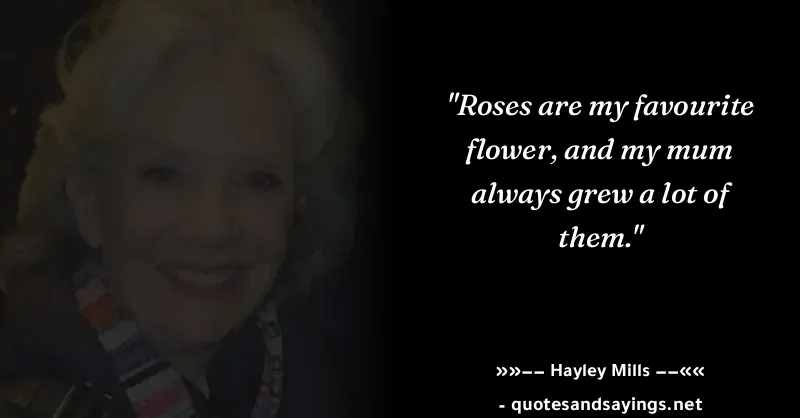 "Roses are my favourite
flower, and my mum
always grew a lot of
them."
»»−− Hayley Mills −−««
- quotesandsayings.net